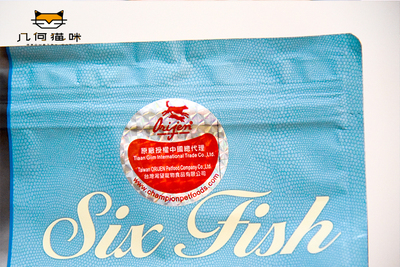 几何猫咪
Orijen
原廠授權中國總代理
Tiaan Gum International Trade Co.,Ltd.
Taiwan ORIJEN Petfood Company Co.,Ltd.
台灣渴望寵物食品有限公司
www.championpetfoods.com
Six Fish